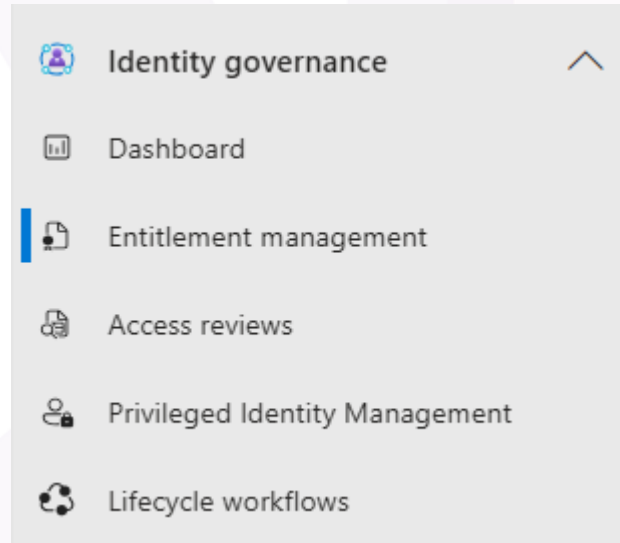 Identity governance
Dashboard
Entitlement management
Access reviews
Privileged Identity Management
Lifecycle workflows